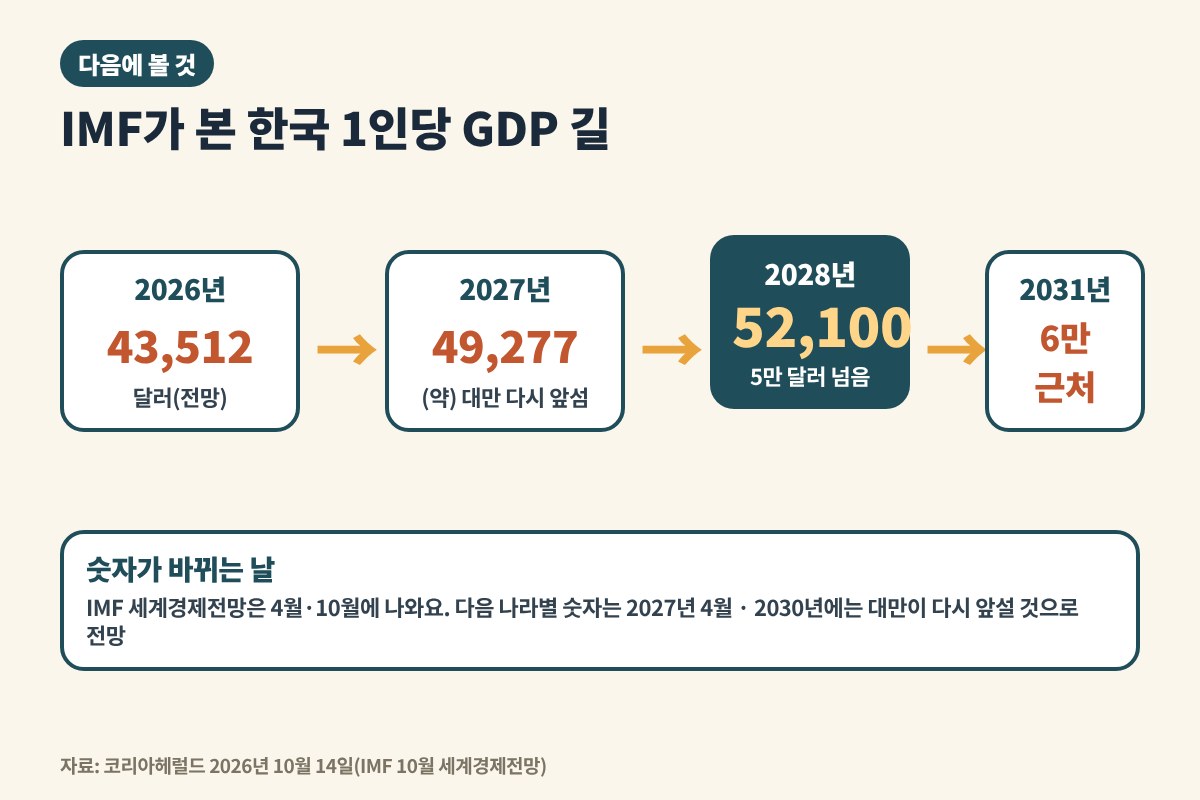 다음에 볼 것
IMF가 본 한국 1인당 GDP 길
2026년
43,512
달러(전망)
→
2027년
49,277
(약) 대만 다시 앞섬
→
2028년
52,100
5만 달러 넘음
→
2031년
6만
근처
숫자가 바뀌는 날
IMF 세계경제전망은 4월·10월에 나와요. 다음 나라별 숫자는 2027년 4월 · 2030년에는 대만이 다시 앞설 것으로
전망
자료: 코리아헤럴드 2026년 10월 14일(IMF 10월 세계경제전망)